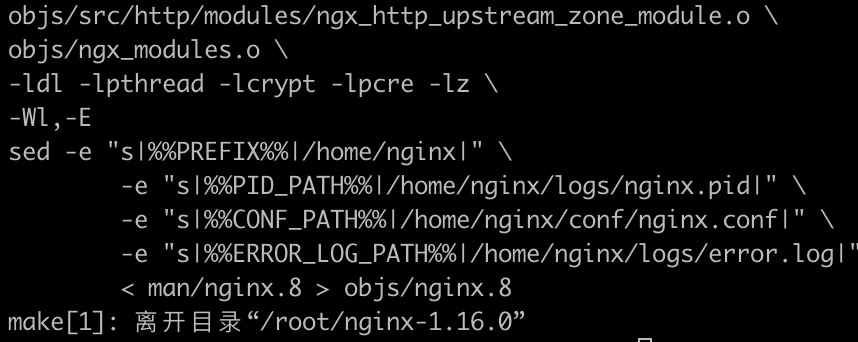 objs/src/http/modules/ngx_http_upstream_zone_module.o \
objs/ngx_modules.o \
-ldl -lpthread -lcrypt -lpcre -lz \
-Wl,-E
sed -e "s|%%PREFIX%%|/home/nginx|" \
-e "s|%%PID_PATH%%|/home/nginx/logs/nginx.pid|" \
-e "s|%%CONF_PATH%%|/home/nginx/conf/nginx.conf|" \
-e "s|%%ERROR_LOG_PATH%%|/home/nginx/logs/error.log|"
< man/nginx.8 > objs/nginx.8
make[1]: 离开目录“/root/nginx-1.16.0”